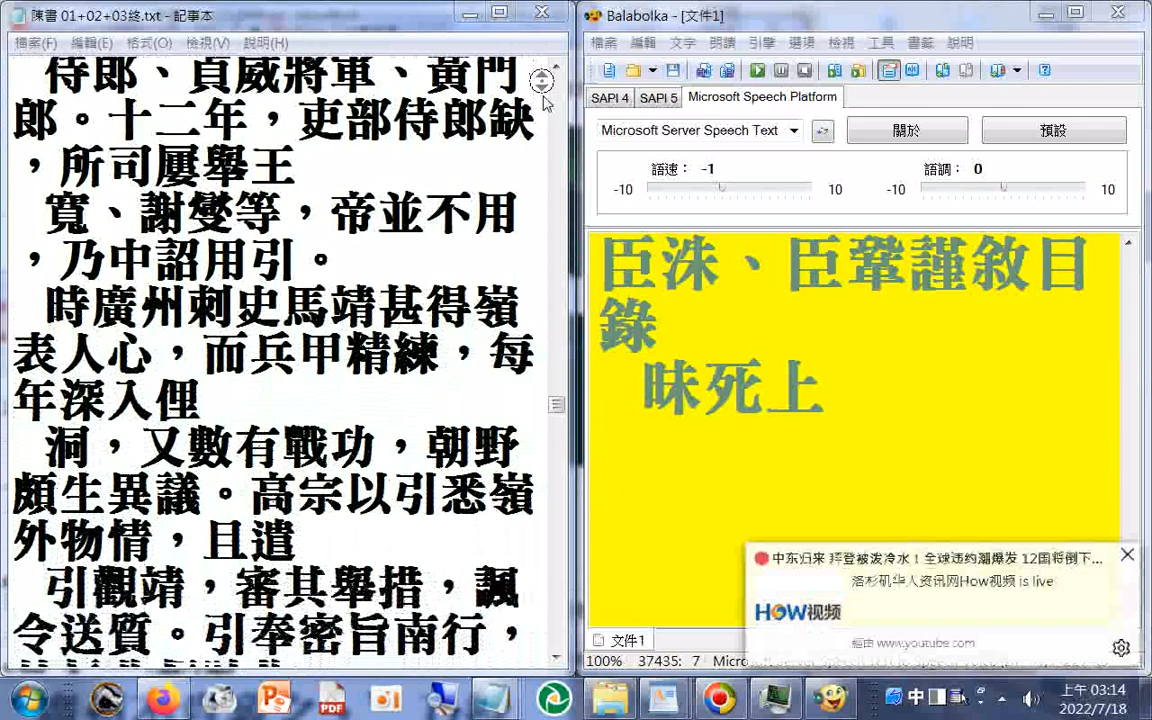 陳書 01+02+03終.txt - 記事本
檔案(F) 編輯(E) 格式(O) 檢視(V) 說明(H)
侍郎、貞威將軍、黃門
郎。十二年，吏部侍郎缺
，所司屢舉王
寬、謝燮等，帝並不用
，乃中詔用引。
時廣州刺史馬靖甚得嶺
表人心，而兵甲精練，每
年深入俚
洞，又數有戰功，朝野
頗生異議。高宗以引悉嶺
外物情，且遣
引觀靖，審其舉措，諷
令送質。引奉密旨南行，
Balabolka - [文件1]
檔案 編輯 文字 朗讀 引擎 選項 檢視 工具 書籤 說明
SAPI 4 SAPI 5 Microsoft Speech Platform
Microsoft Server Speech Text 關於 預設
語速： -1 語調： 0
-10 10 -10 10
臣洙、臣鞏謹敘目
錄
昧死上
中东归来 拜登被泼冷水！全球违约潮爆发 12国将倒下...
洛杉矶华人资讯网How视频 is live
HOW视频
經由 www.youtube.com
文件1
100% 37435: 7
中
上午 03:14
2022/7/18